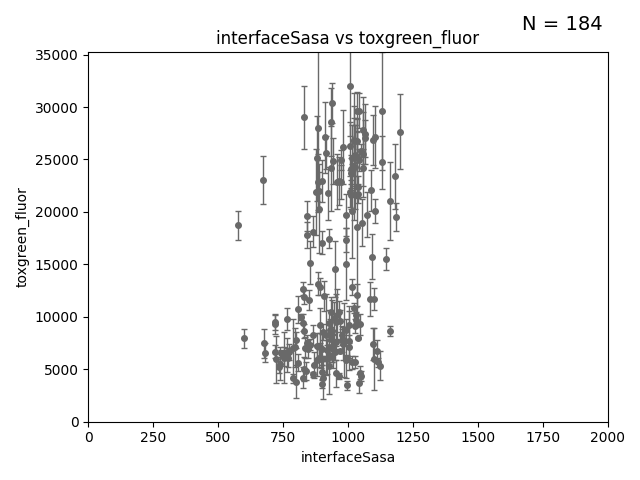 N = 184
interfaceSasa vs toxgreen_fluor
35000
30000
25000
20000
15000
10000
5000
0
toxgreen_fluor
0 250 500 750 1000 1250 1500 1750 2000
interfaceSasa